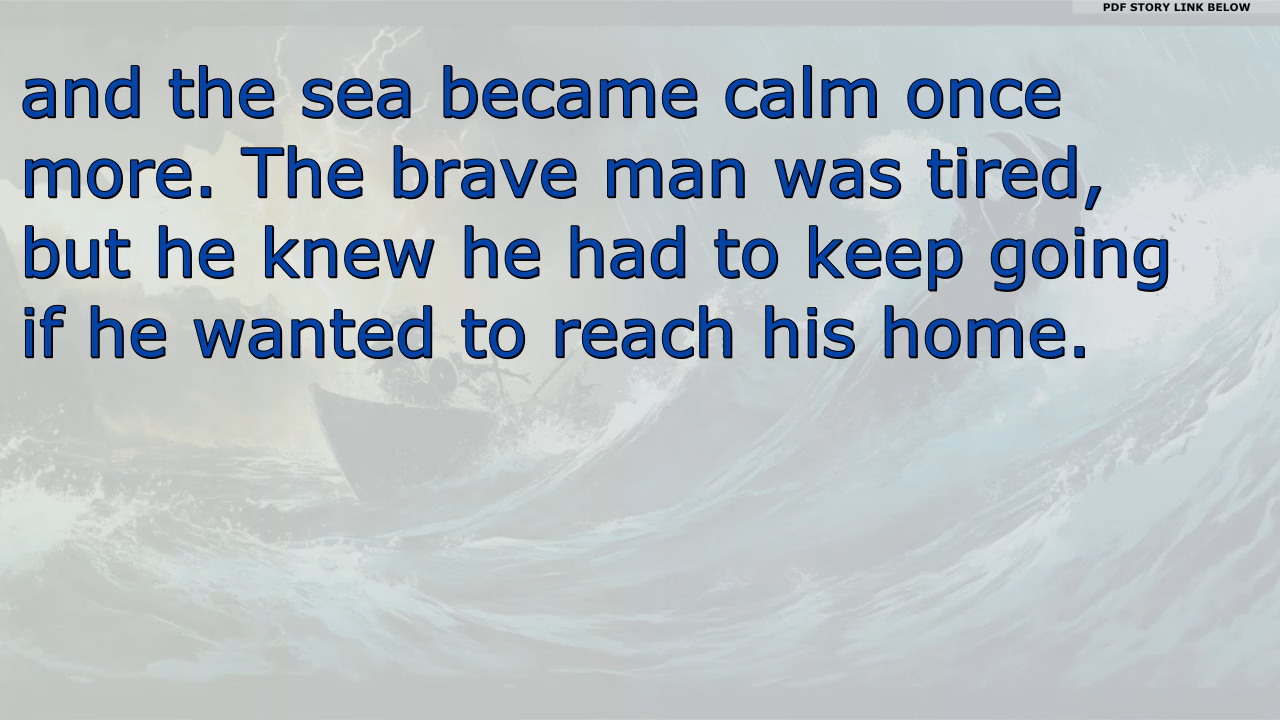 PDF STORY LINK BELOW
and the sea became calm once
more. The brave man was tired,
but he knew he had to keep going
if he wanted to reach his home.